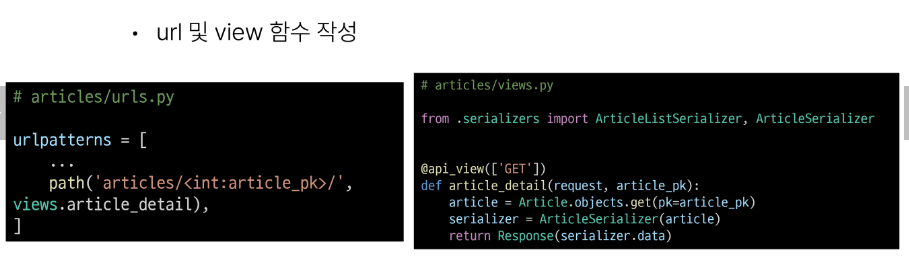 • url 및 view 함수 작성
# articles/urls.py
urlpatterns = [
    ...
    path('articles/<int:article_pk>/',
views.article_detail),
]
# articles/views.py
from .serializers import ArticleListSerializer, ArticleSerializer
@api_view(['GET'])
def article_detail(request, article_pk):
    article = Article.objects.get(pk=article_pk)
    serializer = ArticleSerializer(article)
    return Response(serializer.data)